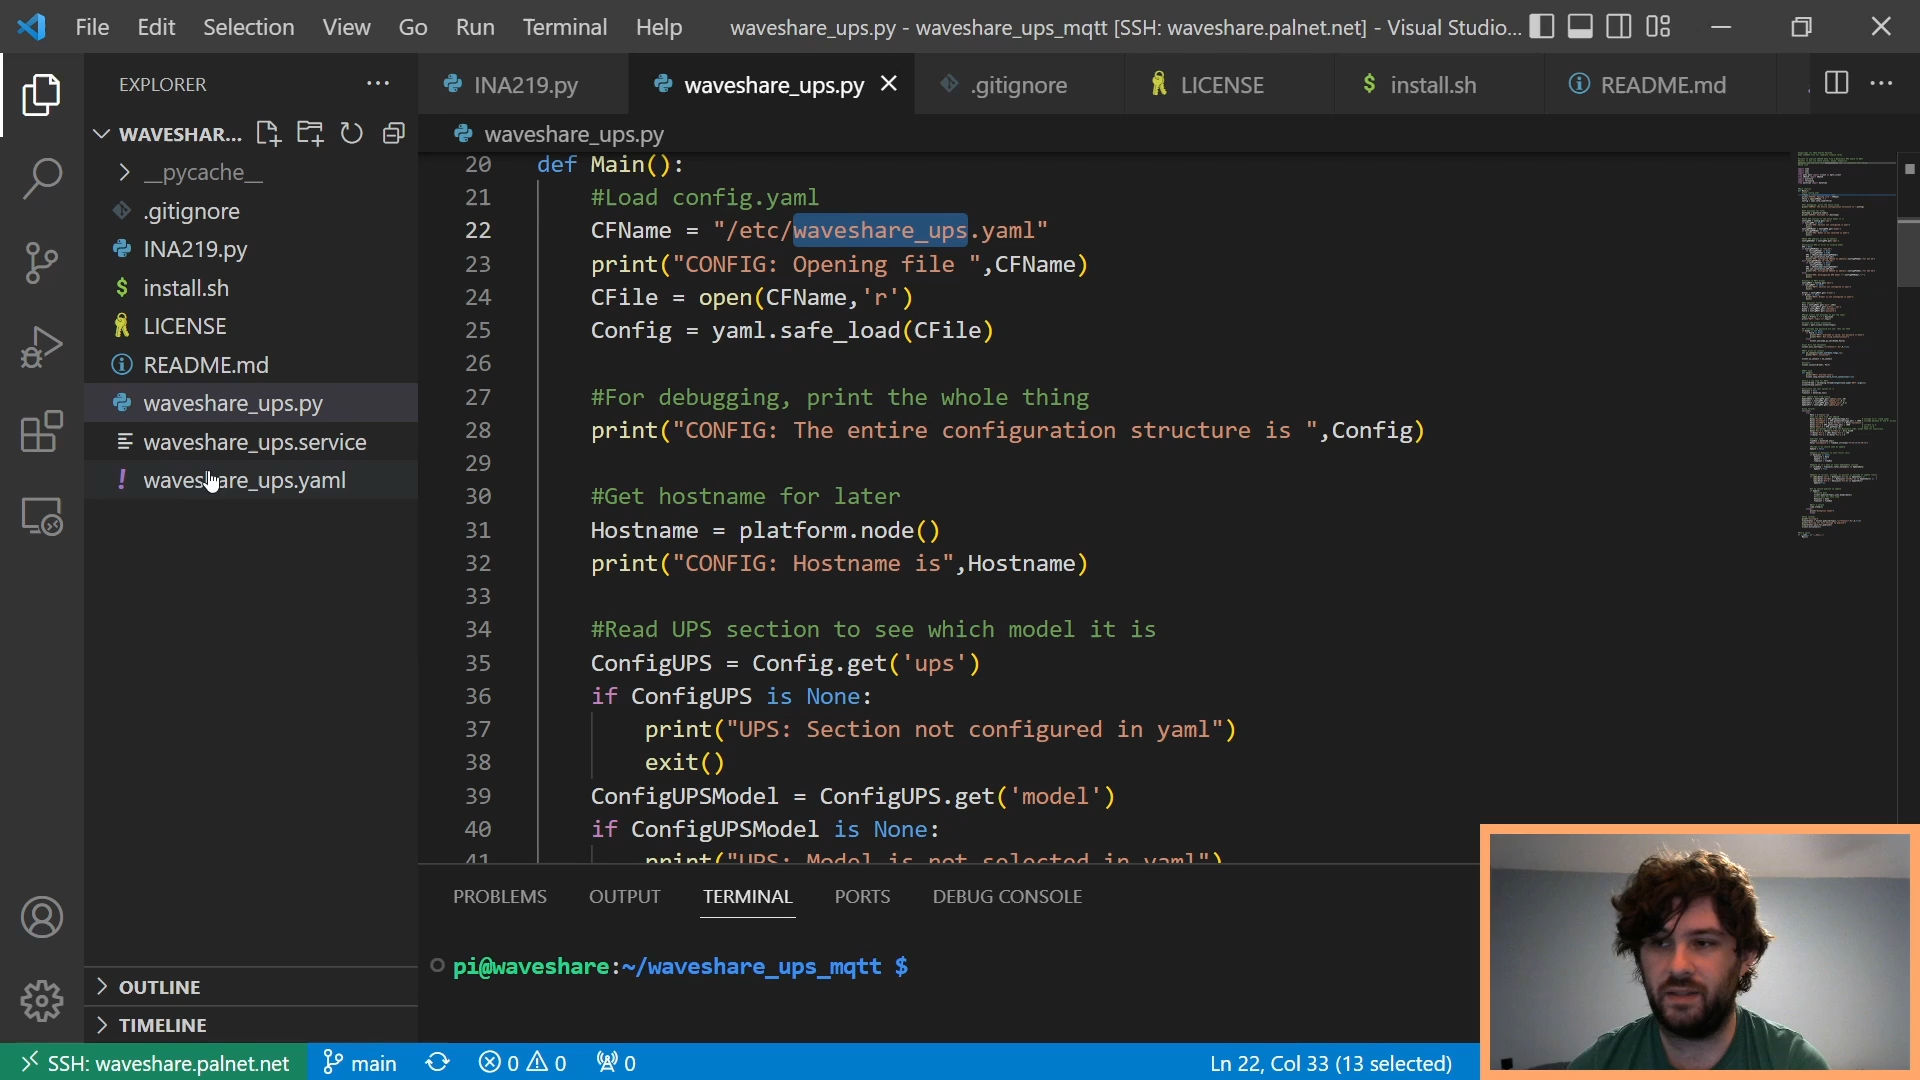 File Edit Selection View Go Run Terminal Help waveshare_ups.py - waveshare_ups_mqtt [SSH: waveshare.palnet.net] - Visual Studio...
EXPLORER
INA219.py waveshare_ups.py .gitignore LICENSE $ install.sh README.md
WAVESHAR...
__pycache__
.gitignore
INA219.py
$ install.sh
LICENSE
README.md
waveshare_ups.py
waveshare_ups.service
! waveshare_ups.yaml
OUTLINE
TIMELINE
waveshare_ups.py
20 def Main():
21 #Load config.yaml
22 CFName = "/etc/waveshare_ups.yaml"
23 print("CONFIG: Opening file ",CFName)
24 CFile = open(CFName,'r')
25 Config = yaml.safe_load(CFile)
26
27 #For debugging, print the whole thing
28 print("CONFIG: The entire configuration structure is ",Config)
29
30 #Get hostname for later
31 Hostname = platform.node()
32 print("CONFIG: Hostname is",Hostname)
33
34 #Read UPS section to see which model it is
35 ConfigUPS = Config.get('ups')
36 if ConfigUPS is None:
37 print("UPS: Section not configured in yaml")
38 exit()
39 ConfigUPSModel = ConfigUPS.get('model')
40 if ConfigUPSModel is None:
41 print("UPS: Model is not selected in yaml")
PROBLEMS OUTPUT TERMINAL PORTS DEBUG CONSOLE
pi@waveshare:~/waveshare_ups_mqtt $
SSH: waveshare.palnet.net main 0 0 0 Ln 22, Col 33 (13 selected)